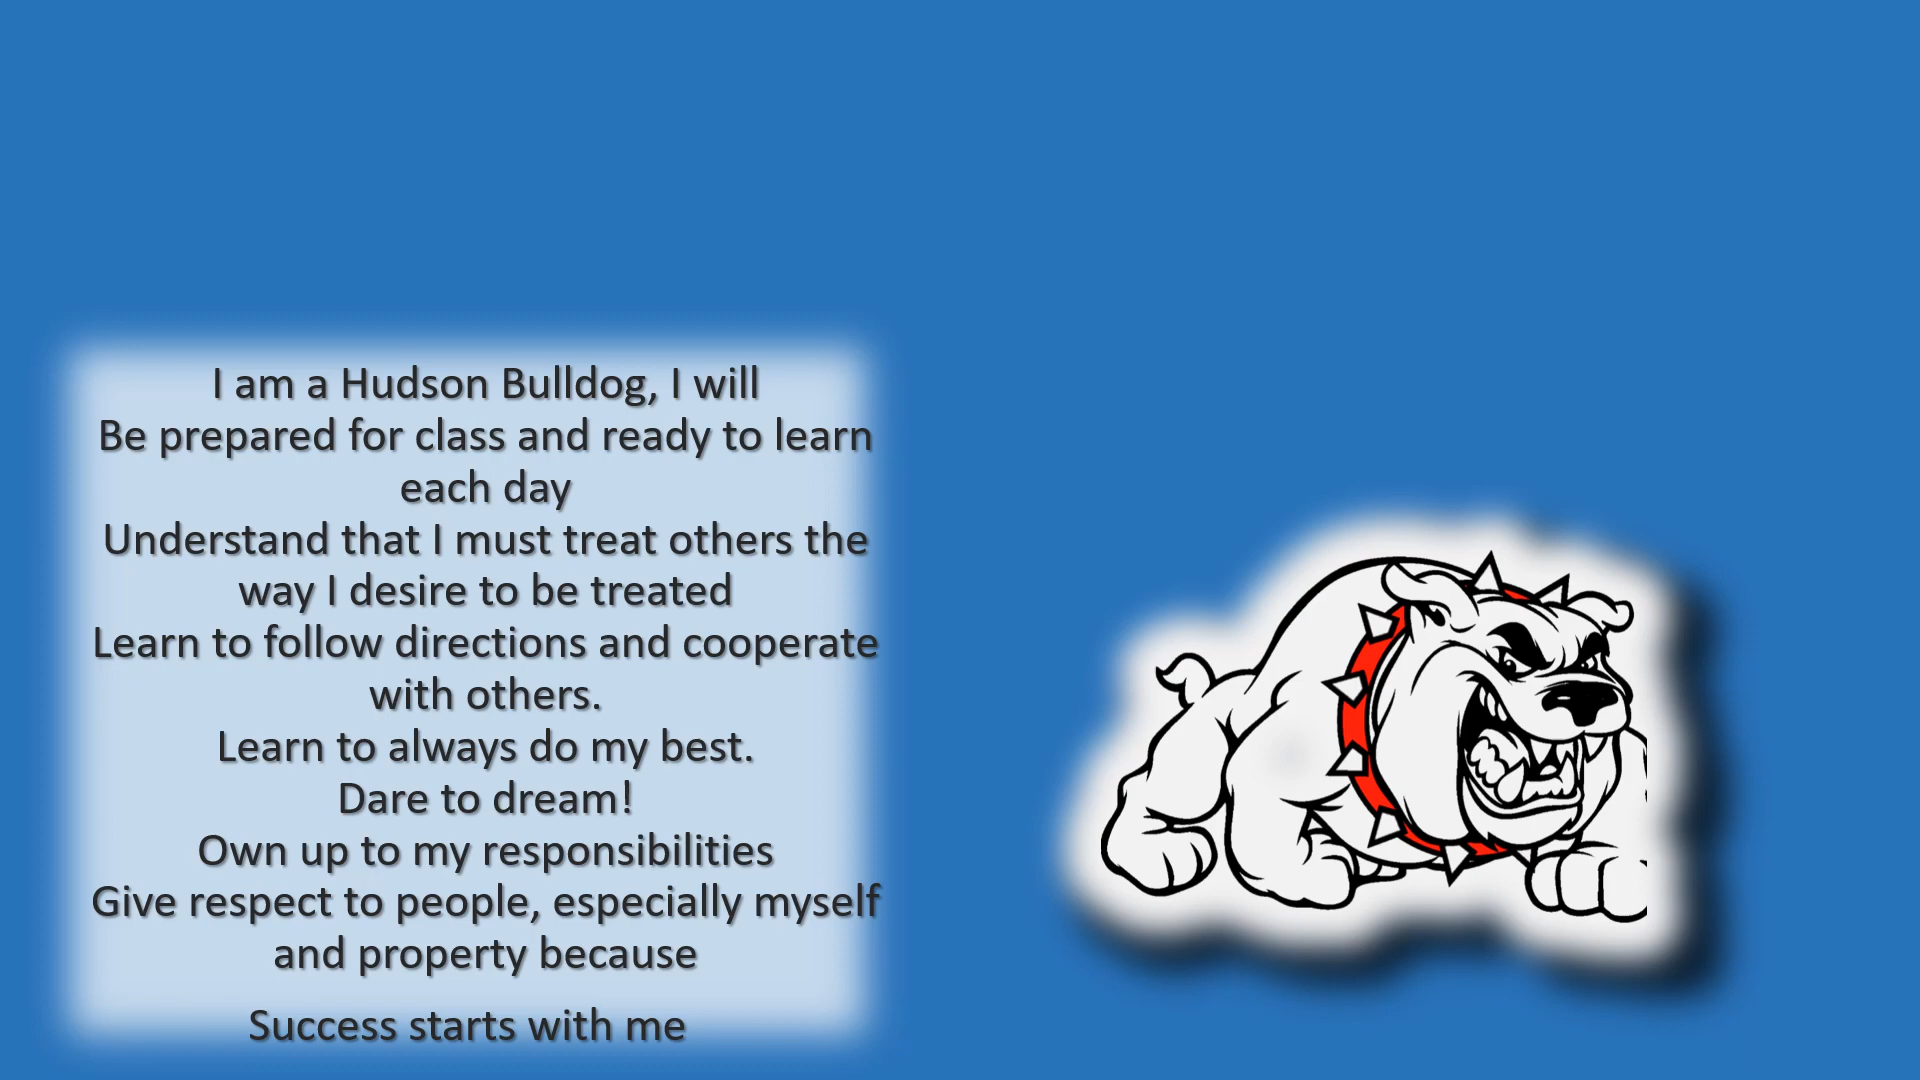 I am a Hudson Bulldog, I will
Be prepared for class and ready to learn
each day
Understand that I must treat others the
way I desire to be treated
Learn to follow directions and cooperate
with others.
Learn to always do my best.
Dare to dream!
Own up to my responsibilities
Give respect to people, especially myself
and property because
Success starts with me